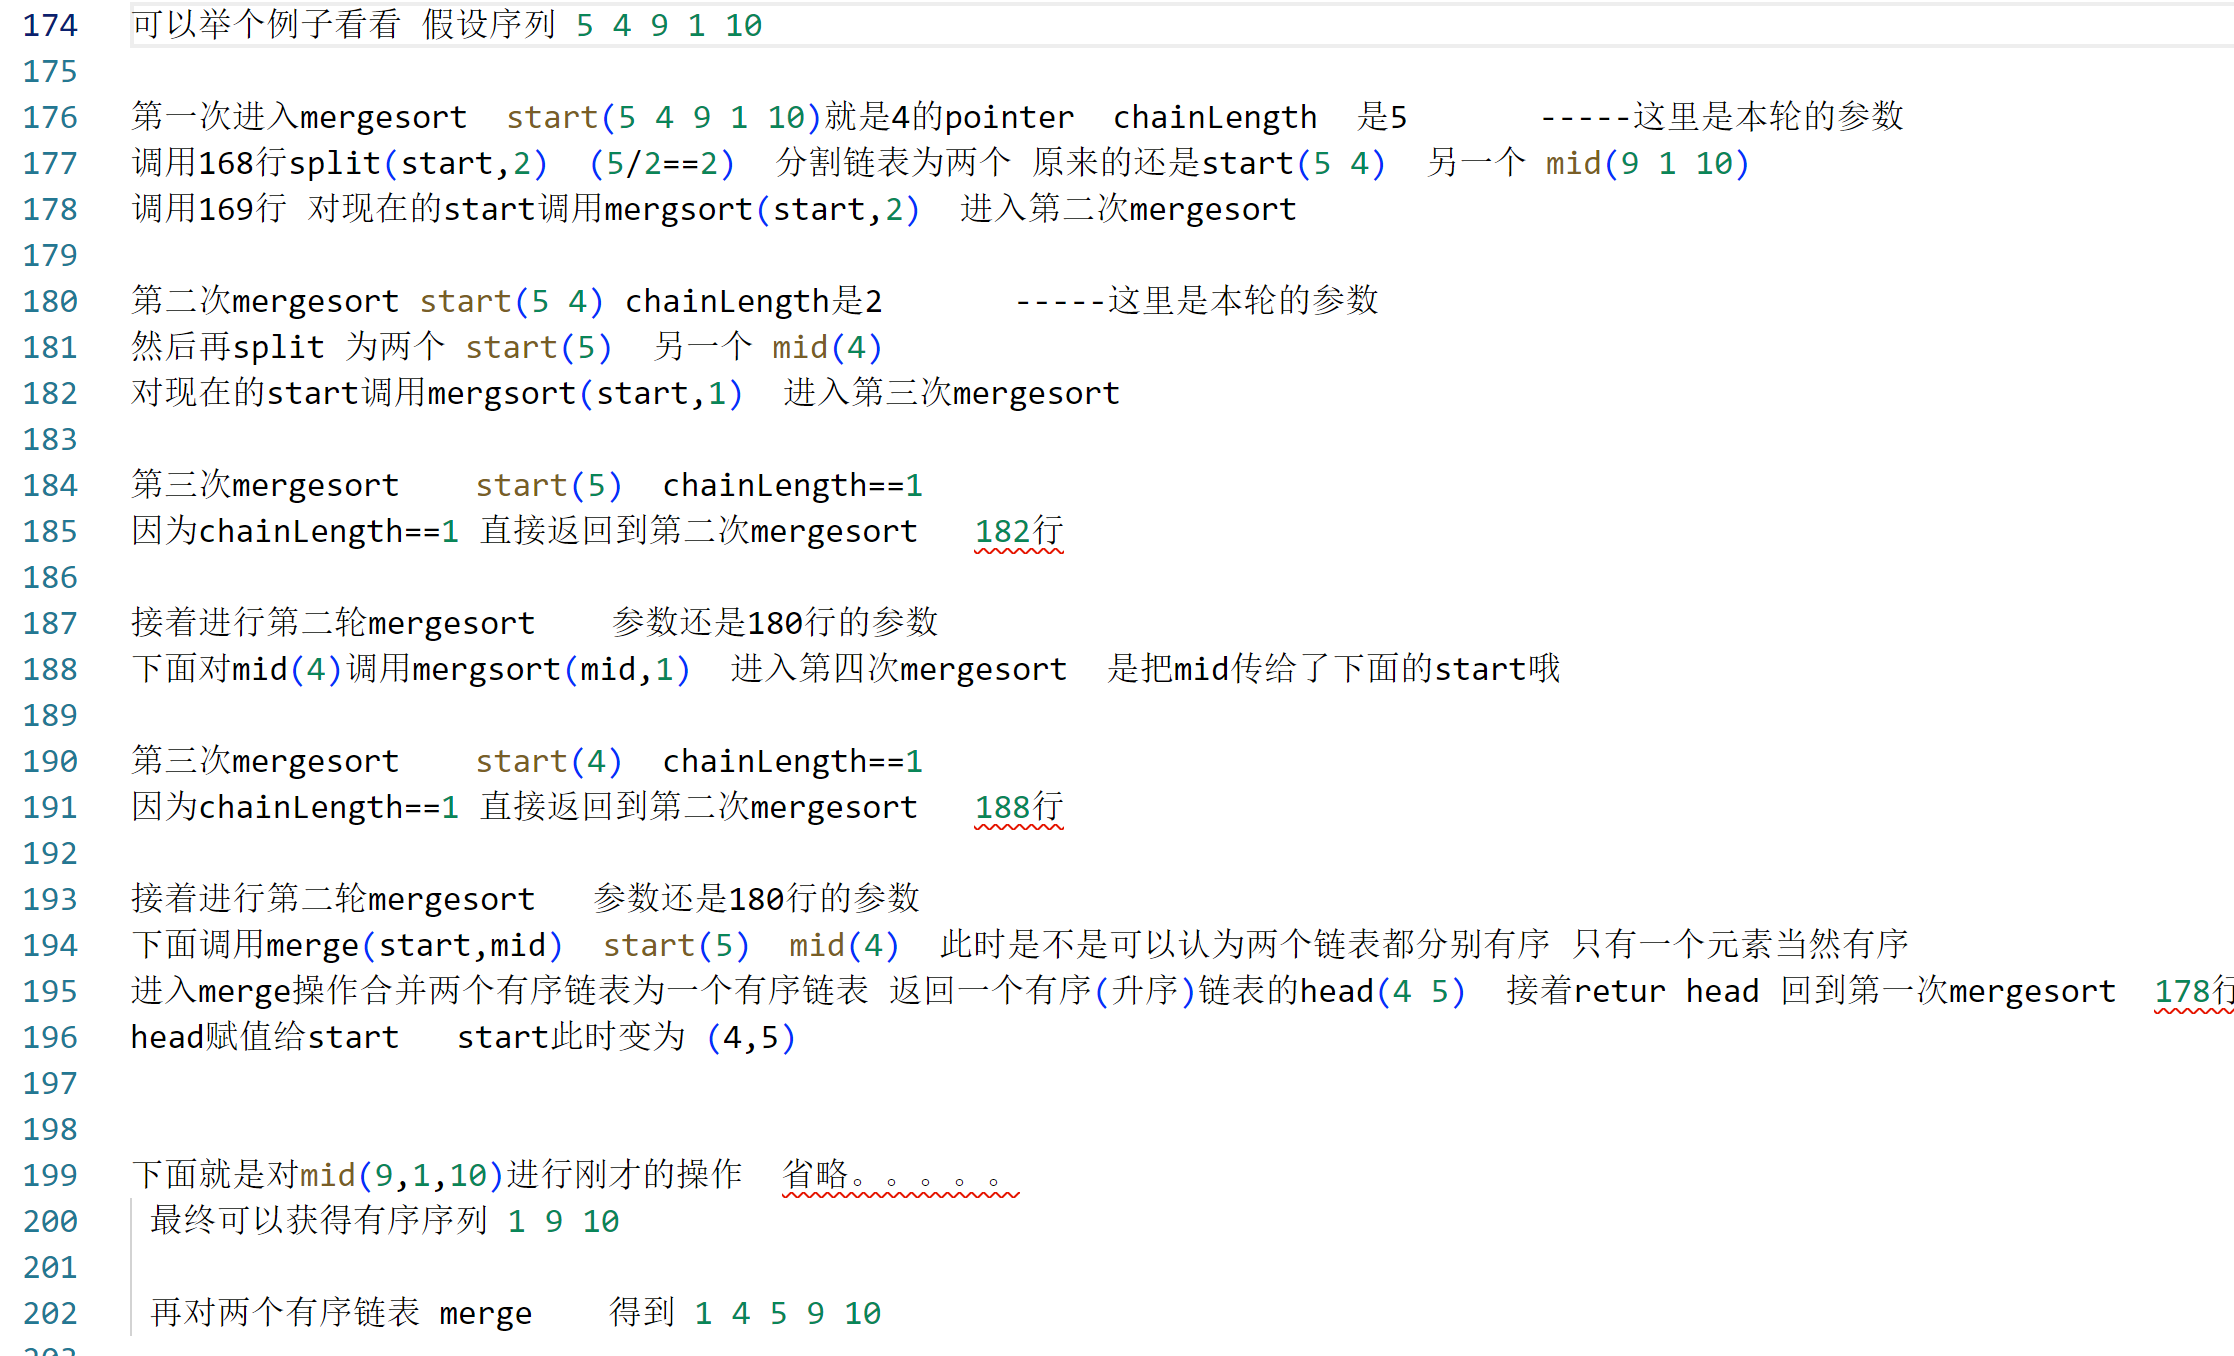 174 可以举个例子看看 假设序列 5 4 9 1 10
175
176 第一次进入mergesort start(5 4 9 1 10)就是4的pointer chainLength 是5 -----这里是本轮的参数
177 调用168行split(start,2) (5/2==2) 分割链表为两个 原来的还是start(5 4) 另一个 mid(9 1 10)
178 调用169行 对现在的start调用mergsort(start,2) 进入第二次mergesort
179
180 第二次mergesort start(5 4) chainLength是2 -----这里是本轮的参数
181 然后再split 为两个 start(5) 另一个 mid(4)
182 对现在的start调用mergsort(start,1) 进入第三次mergesort
183
184 第三次mergesort start(5) chainLength==1
185 因为chainLength==1 直接返回到第二次mergesort 182行
186
187 接着进行第二轮mergesort 参数还是180行的参数
188 下面对mid(4)调用mergsort(mid,1) 进入第四次mergesort 是把mid传给了下面的start哦
189
190 第三次mergesort start(4) chainLength==1
191 因为chainLength==1 直接返回到第二次mergesort 188行
192
193 接着进行第二轮mergesort 参数还是180行的参数
194 下面调用merge(start,mid) start(5) mid(4) 此时是不是可以认为两个链表都分别有序 只有一个元素当然有序
195 进入merge操作合并两个有序链表为一个有序链表 返回一个有序(升序)链表的head(4 5) 接着retur head 回到第一次mergesort 178行
196 head赋值给start start此时变为 (4,5)
197
198
199 下面就是对mid(9,1,10)进行刚才的操作 省略。。。。。
200 最终可以获得有序序列 1 9 10
201
202 再对两个有序链表 merge 得到 1 4 5 9 10